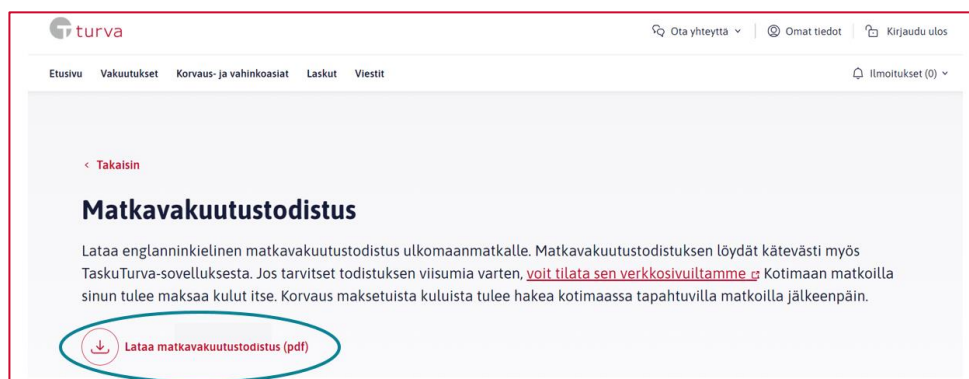 turva
Ota yhteyttä
Omat tiedot
Kirjaudu ulos
Etusivu Vakuutukset Korvaus- ja vahinkoasiat Laskut Viestit
Ilmoitukset (0)
< Takaisin
Matkavakuutustodistus
Lataa englanninkielinen matkavakuutustodistus ulkomaanmatkalle. Matkavakuutustodistuksen löydät kätevästi myös
TaskuTurva-sovelluksesta. Jos tarvitset todistuksen viisumia varten, voit tilata sen verkkosivuiltamme Kotimaan matkoilla
sinun tulee maksaa kulut itse. Korvaus maksetuista kuluista tulee hakea kotimaassa tapahtuvilla matkoilla jälkeenpäin.
Lataa matkavakuutustodistus (pdf)